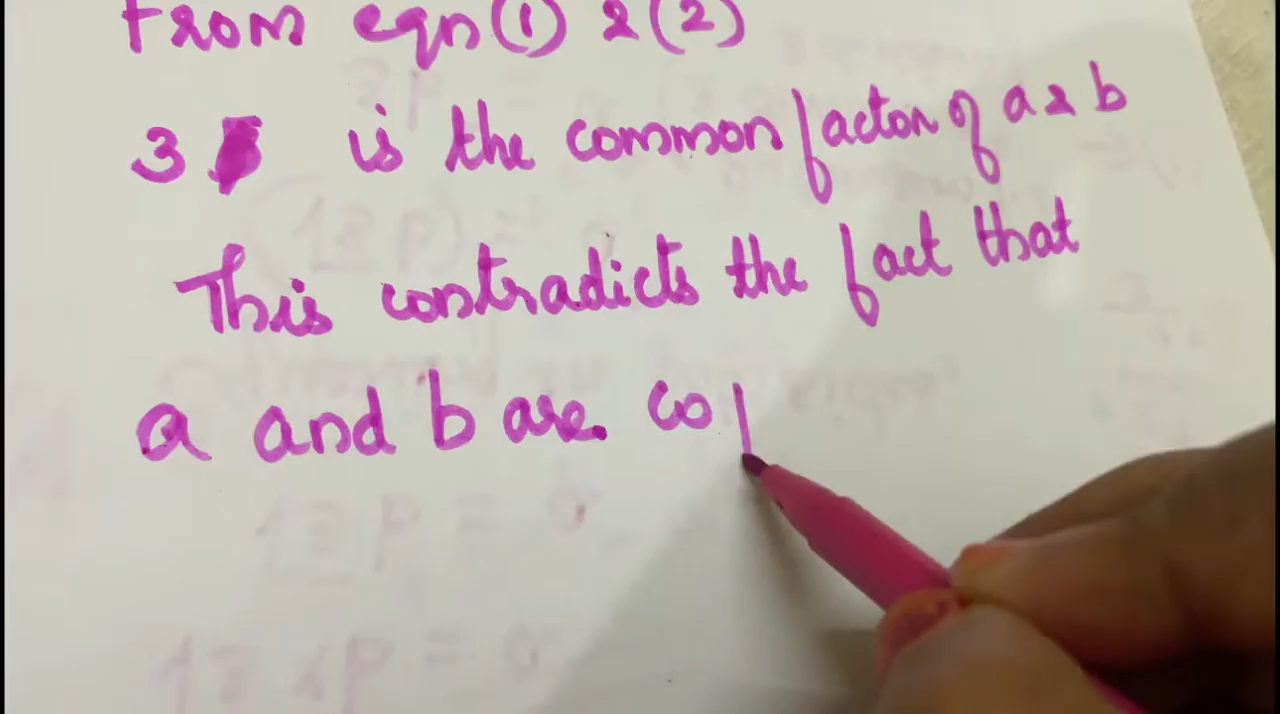 From eqn (1) & (2)
3 is the common factor of a & b
This contradicts the fact that
a and b are co